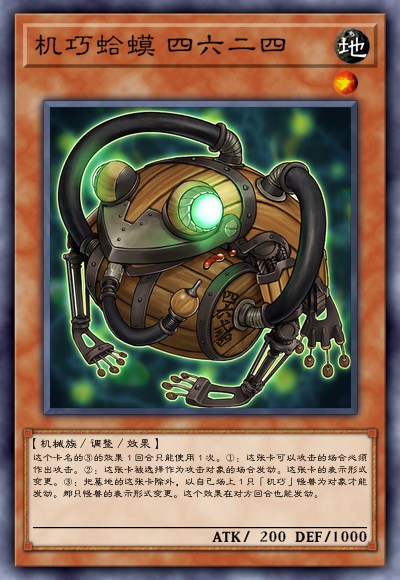 机巧蛤蟆 四六二四
地
四六二四
【机械族／调整／效果】
这个卡名的③的效果1回合只能使用1次。①：这张卡可以攻击的场合必须
作出攻击。②：这张卡被选择作为攻击对象的场合发动。这张卡的表示形式
变更。③：把墓地的这张卡除外，以自己场上1只「机巧」怪兽为对象才能
发动。那只怪兽的表示形式变更。这个效果在对方回合也能发动。
ATK/ 200 DEF/1000